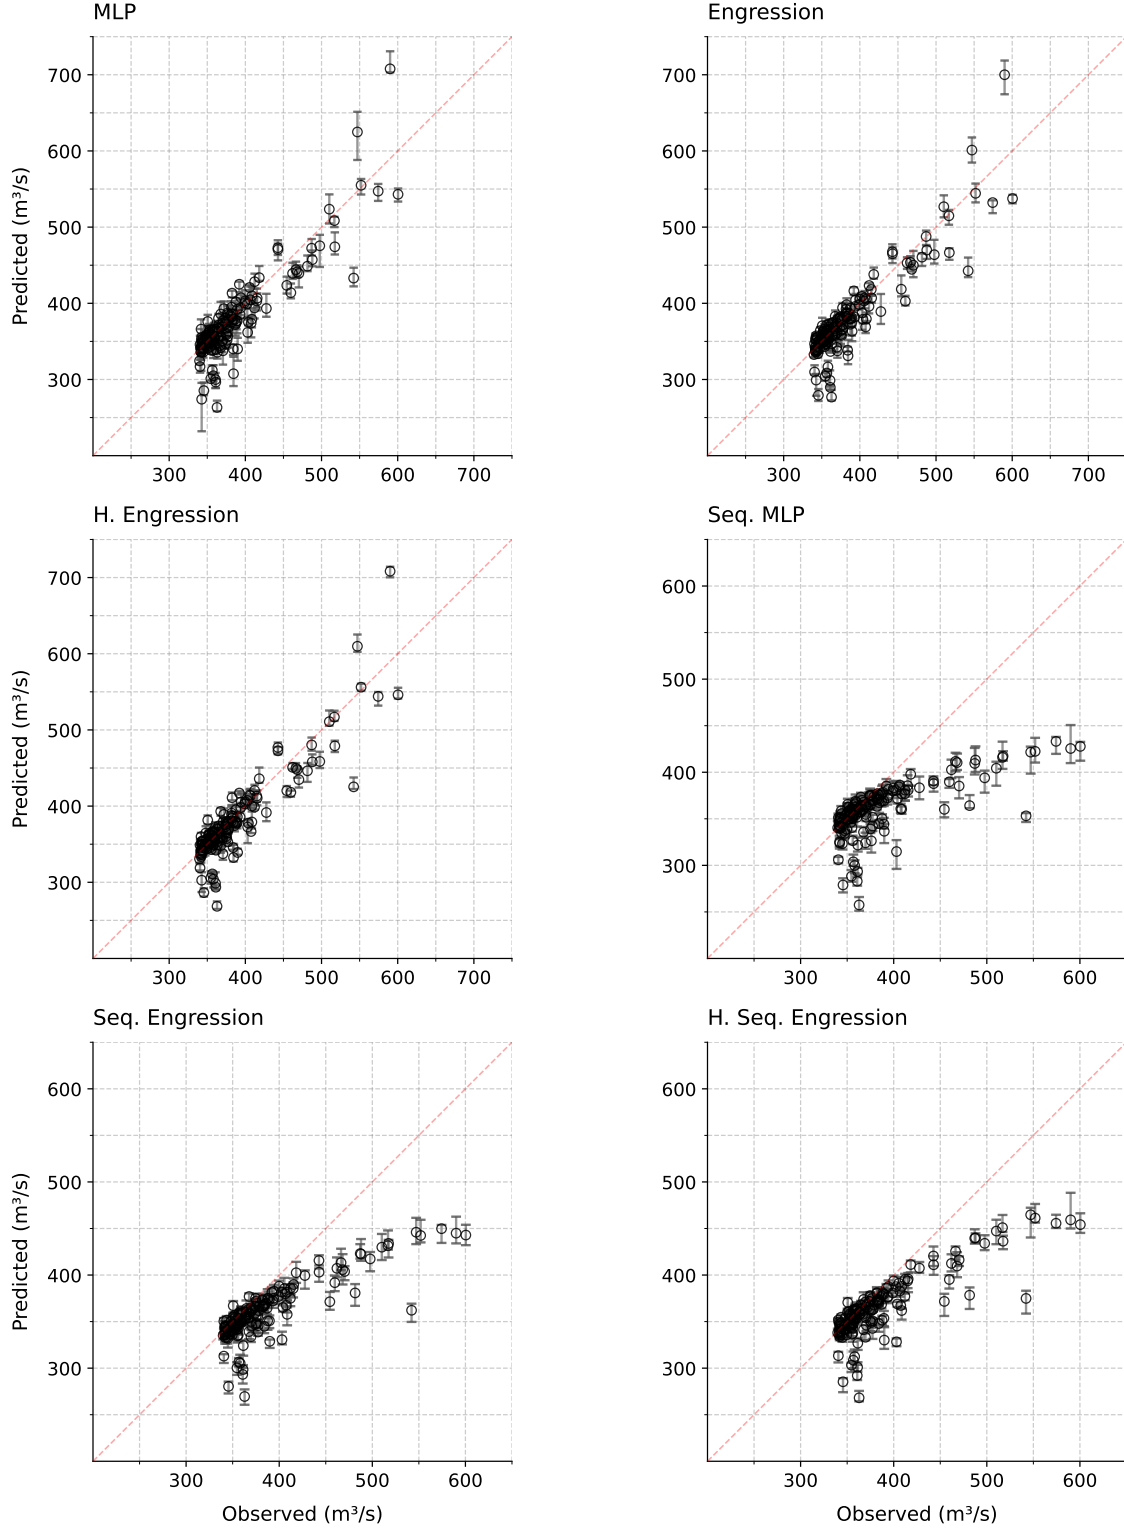 MLP
Engression
700
600
500
400
300
Predicted (m³/s)
300 400 500 600 700
700
600
500
400
300
300 400 500 600 700
H. Engression
Seq. MLP
700
600
500
400
300
Predicted (m³/s)
300 400 500 600 700
600
500
400
300
300 400 500 600
Seq. Engression
H. Seq. Engression
600
500
400
300
Predicted (m³/s)
300 400 500 600
Observed (m³/s)
600
500
400
300
300 400 500 600
Observed (m³/s)